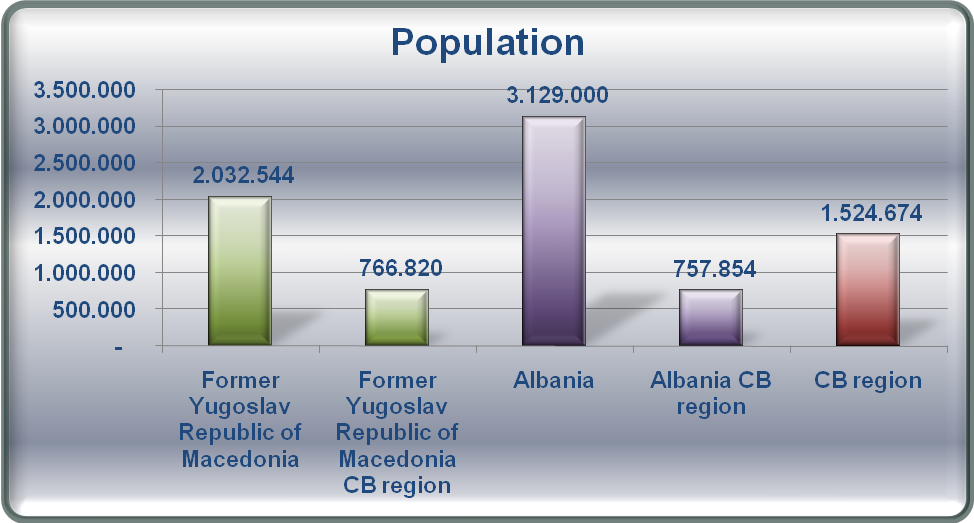 Population
3.500.000
3.000.000
2.500.000
2.000.000
1.500.000
1.000.000
500.000
-
2.032.544
766.820
3.129.000
757.854
1.524.674
Former
Yugoslav
Republic of
Macedonia
Former
Yugoslav
Republic of
Macedonia
CB region
Albania
Albania CB
region
CB region